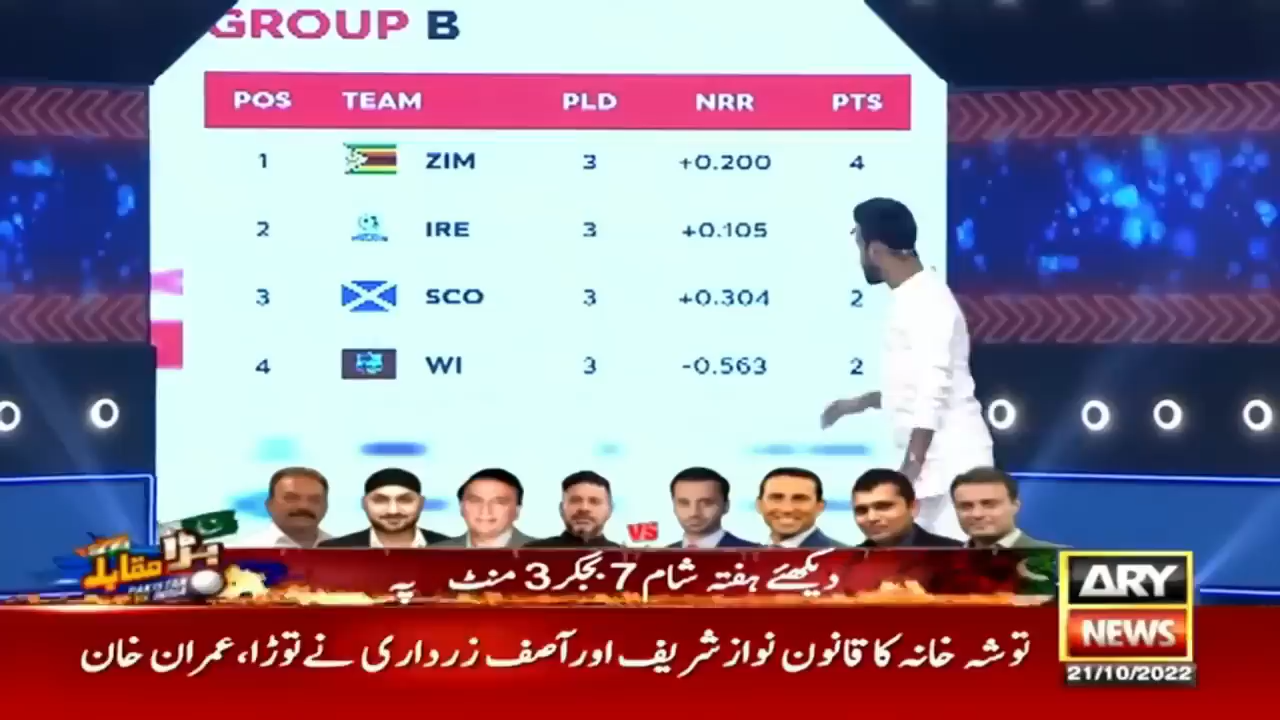 GROUP B
POS TEAM PLD NRR PTS
1 ZIM 3 +0.200 4
2 IRE 3 +0.105
3 SCO 3 +0.304 2
4 WI 3 -0.563 2
VS
بڑا مقابلہ
PAKISTAN
INDIA
دیکھئے ہفتہ شام 7 بجکر 3 منٹ پہ
ARY
NEWS
توشہ خانہ کا قانون نواز شریف اور آصف زرداری نے توڑا، عمران خان
21/10/2022